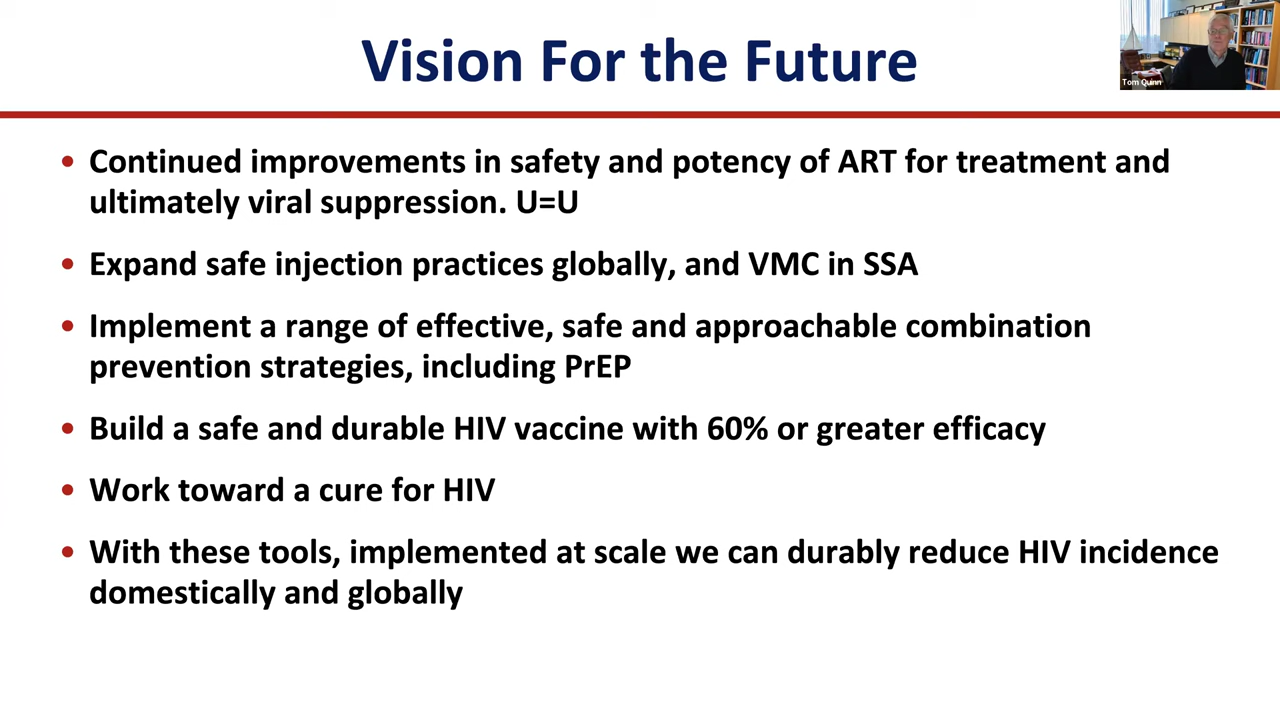 Vision For the Future
Tom Quinn
• Continued improvements in safety and potency of ART for treatment and
ultimately viral suppression. U=U
• Expand safe injection practices globally, and VMC in SSA
• Implement a range of effective, safe and approachable combination
prevention strategies, including PrEP
• Build a safe and durable HIV vaccine with 60% or greater efficacy
• Work toward a cure for HIV
• With these tools, implemented at scale we can durably reduce HIV incidence
domestically and globally